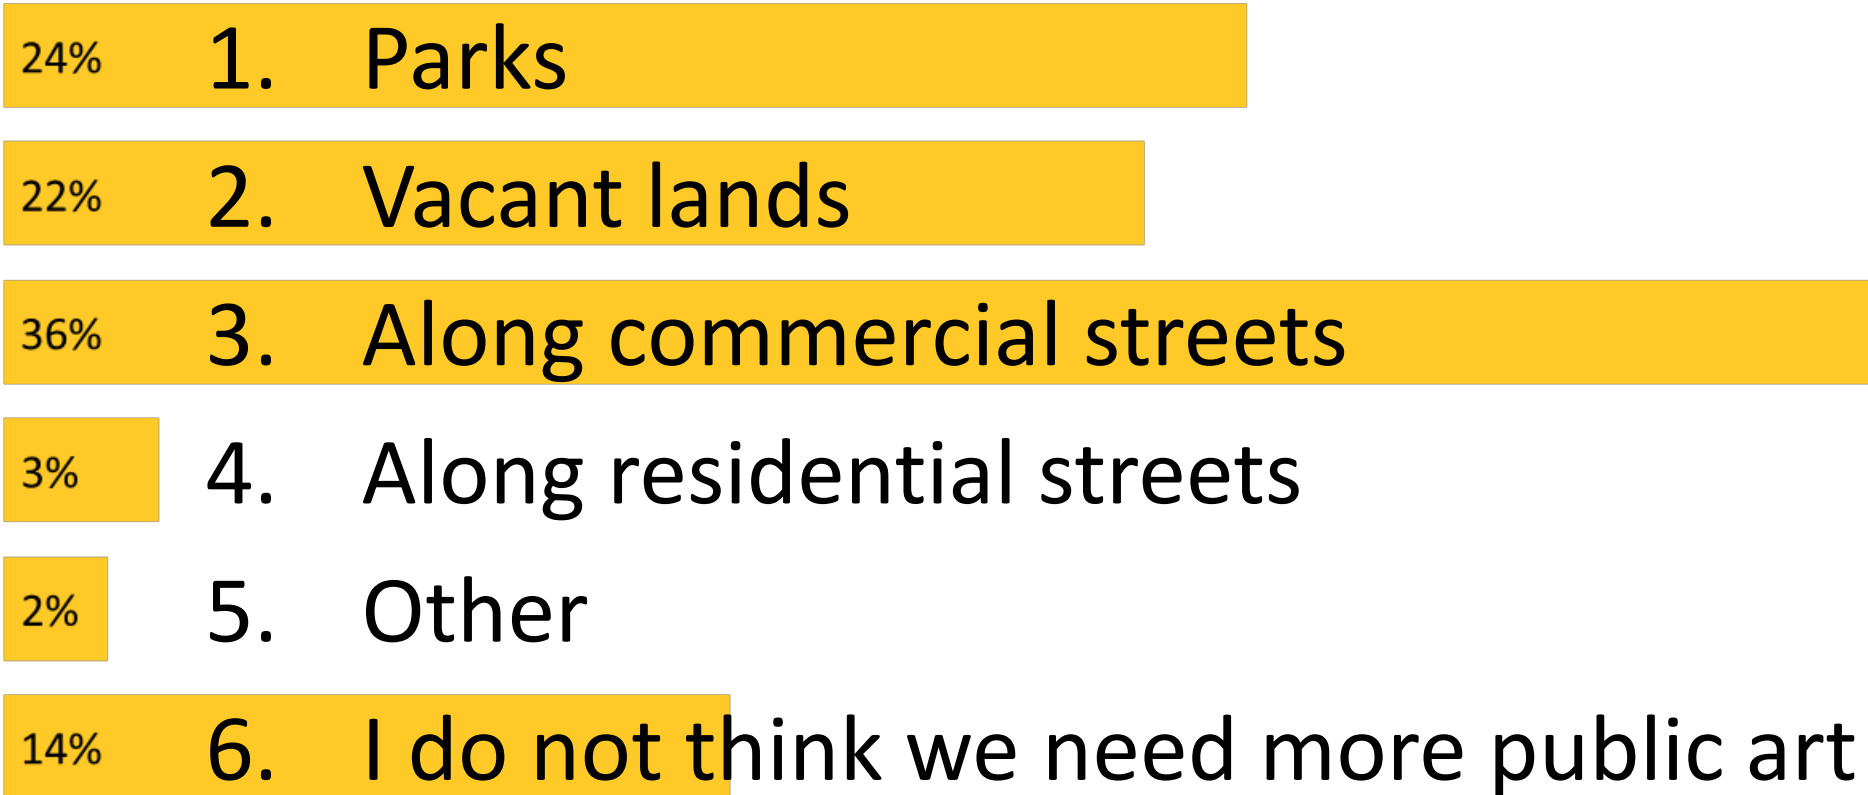 24% 1. Parks
22% 2. Vacant lands
36% 3. Along commercial streets
3% 4. Along residential streets
2% 5. Other
14% 6. I do not think we need more public art